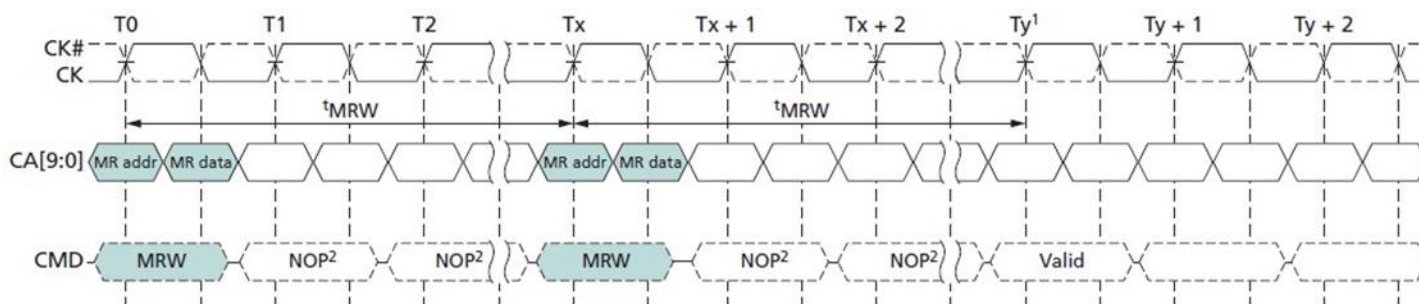 T0 T1 T2 Tx Tx + 1 Tx + 2 Ty¹ Ty + 1 Ty + 2
CK#
CK
ᵗMRW ᵗMRW
CA[9:0] MR addr MR data MR addr MR data
CMD MRW NOP² NOP² MRW NOP² NOP² Valid